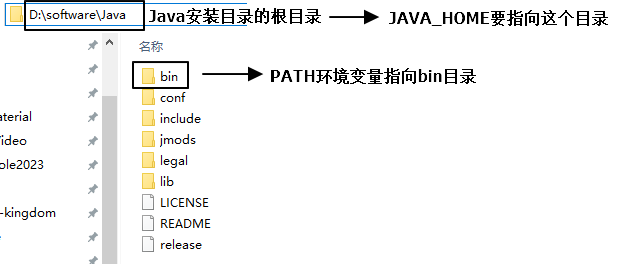 D:\software\Java
Java安装目录的根目录
JAVA_HOME要指向这个目录
名称
bin
PATH环境变量指向bin目录
conf
include
jmods
legal
lib
LICENSE
README
release
aterial
Video
ole2023
-kingdom